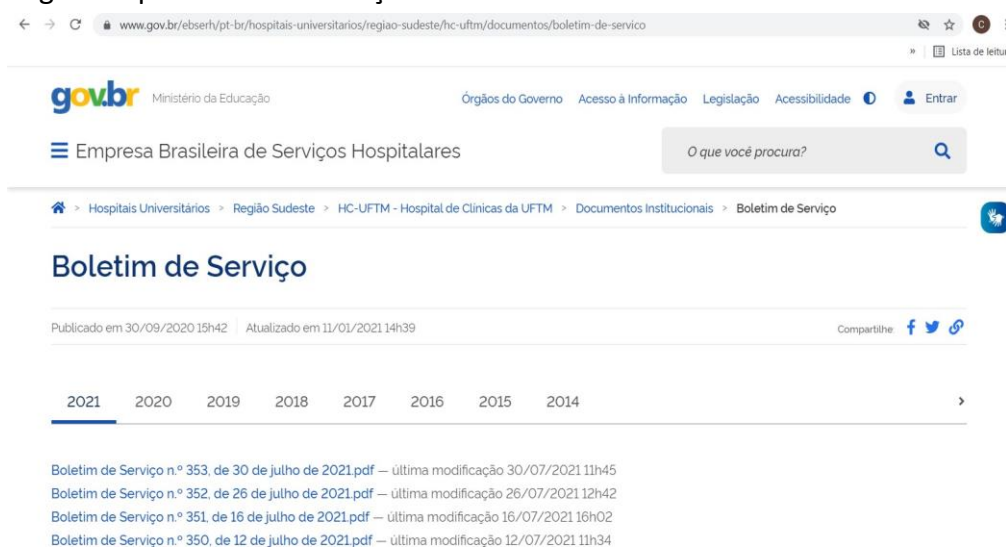 www.gov.br/ebserh/pt-br/hospitais-universitarios/regiao-sudeste/hc-uftm/documentos/boletim-de-servico
C
» Lista de leitur
gov.br Ministério da Educação Órgãos do Governo Acesso à Informação Legislação Acessibilidade Entrar
Empresa Brasileira de Serviços Hospitalares O que você procura?
> Hospitais Universitários > Região Sudeste > HC-UFTM - Hospital de Clínicas da UFTM > Documentos Institucionais > Boletim de Serviço
Boletim de Serviço
Publicado em 30/09/2020 15h42 Atualizado em 11/01/2021 14h39 Compartilhe:
2021 2020 2019 2018 2017 2016 2015 2014 >
Boletim de Serviço n.º 353, de 30 de julho de 2021.pdf — última modificação 30/07/2021 11h45
Boletim de Serviço n.º 352, de 26 de julho de 2021.pdf — última modificação 26/07/2021 12h42
Boletim de Serviço n.º 351, de 16 de julho de 2021.pdf — última modificação 16/07/2021 16h02
Boletim de Serviço n.º 350, de 12 de julho de 2021.pdf — última modificação 12/07/2021 11h34